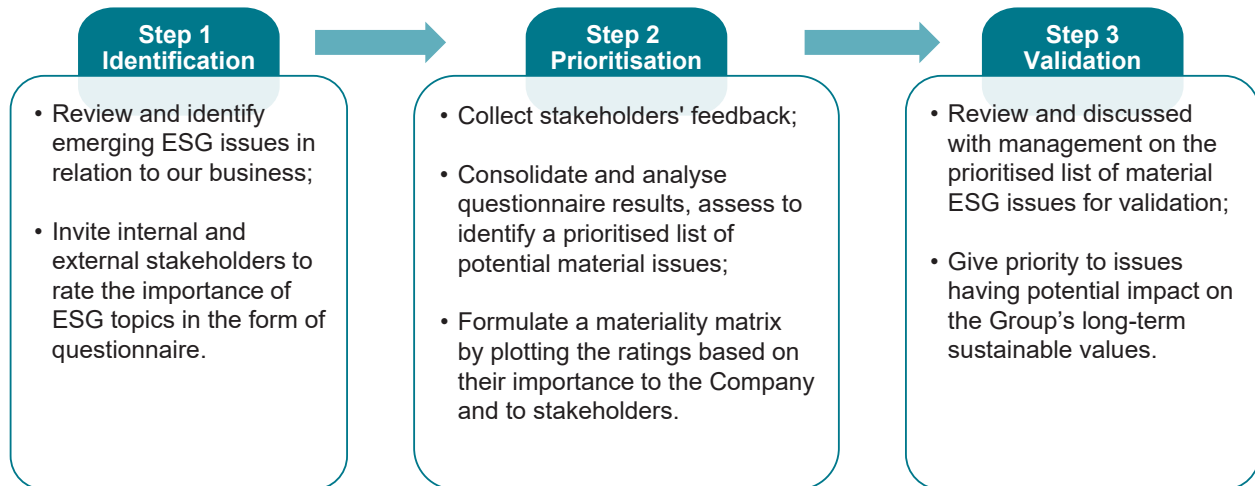 Step 1
Identification
• Review and identify
emerging ESG issues in
relation to our business;
• Invite internal and
external stakeholders to
rate the importance of
ESG topics in the form of
questionnaire.
Step 2
Prioritisation
• Collect stakeholders' feedback;
• Consolidate and analyse
questionnaire results, assess to
identify a prioritised list of
potential material issues;
• Formulate a materiality matrix
by plotting the ratings based on
their importance to the Company
and to stakeholders.
Step 3
Validation
• Review and discussed
with management on the
prioritised list of material
ESG issues for validation;
• Give priority to issues
having potential impact on
the Group’s long-term
sustainable values.